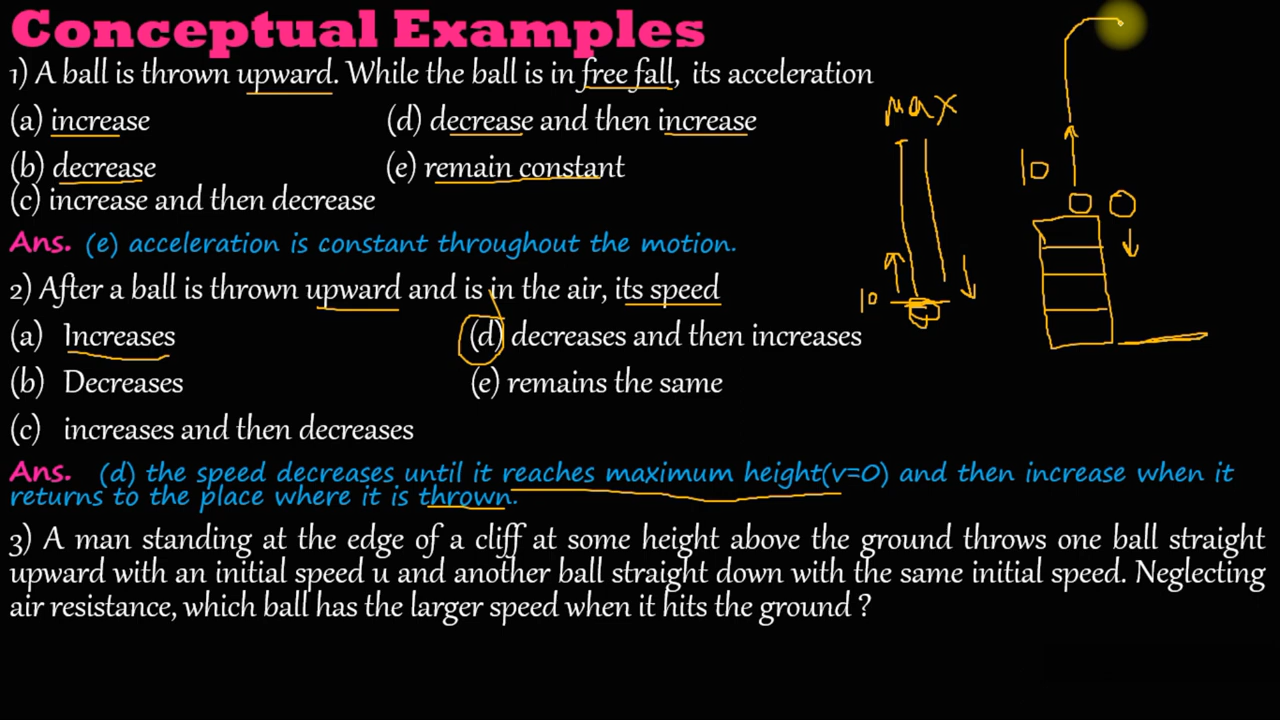 Conceptual Examples
1) A ball is thrown upward. While the ball is in free fall, its acceleration
(a) increase (d) decrease and then increase
(b) decrease (e) remain constant
(c) increase and then decrease
Ans. (e) acceleration is constant throughout the motion.
2) After a ball is thrown upward and is in the air, its speed
(a) Increases (d) decreases and then increases
(b) Decreases (e) remains the same
(c) increases and then decreases
Ans. (d) the speed decreases until it reaches maximum height(v=0) and then increase when it
returns to the place where it is thrown.
3) A man standing at the edge of a cliff at some height above the ground throws one ball straight
upward with an initial speed u and another ball straight down with the same initial speed. Neglecting
air resistance, which ball has the larger speed when it hits the ground ?
max
10
10